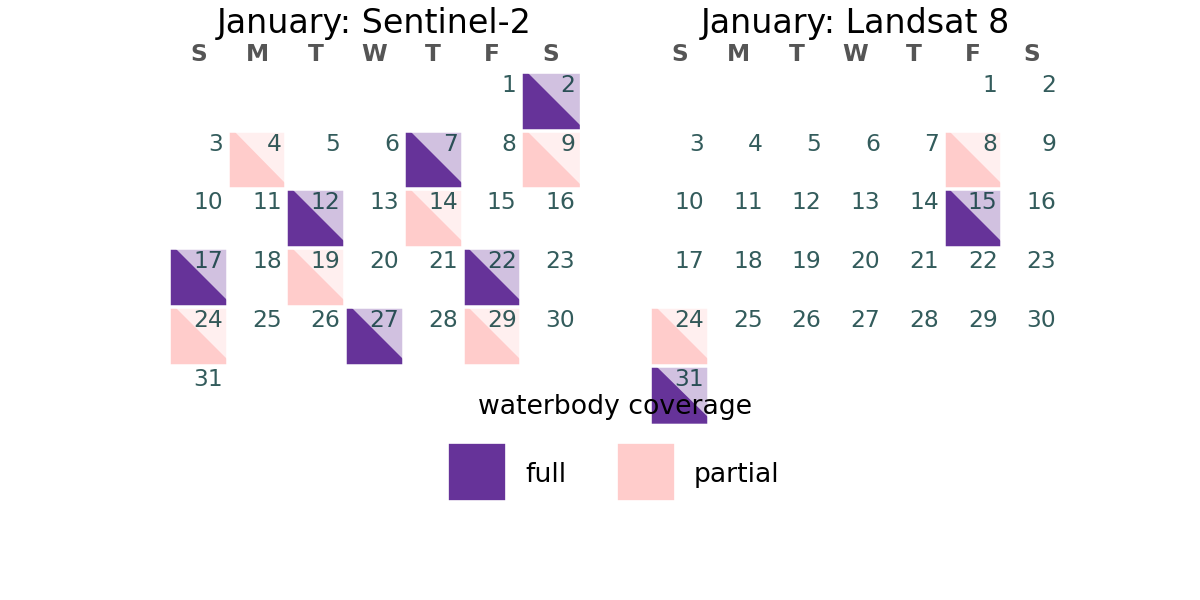 January: Sentinel-2
S M T W T F S
1 2
3 4 5 6 7 8 9
10 11 12 13 14 15 16
17 18 19 20 21 22 23
24 25 26 27 28 29 30
31
January: Landsat 8
S M T W T F S
1 2
3 4 5 6 7 8 9
10 11 12 13 14 15 16
17 18 19 20 21 22 23
24 25 26 27 28 29 30
31
waterbody coverage
full partial